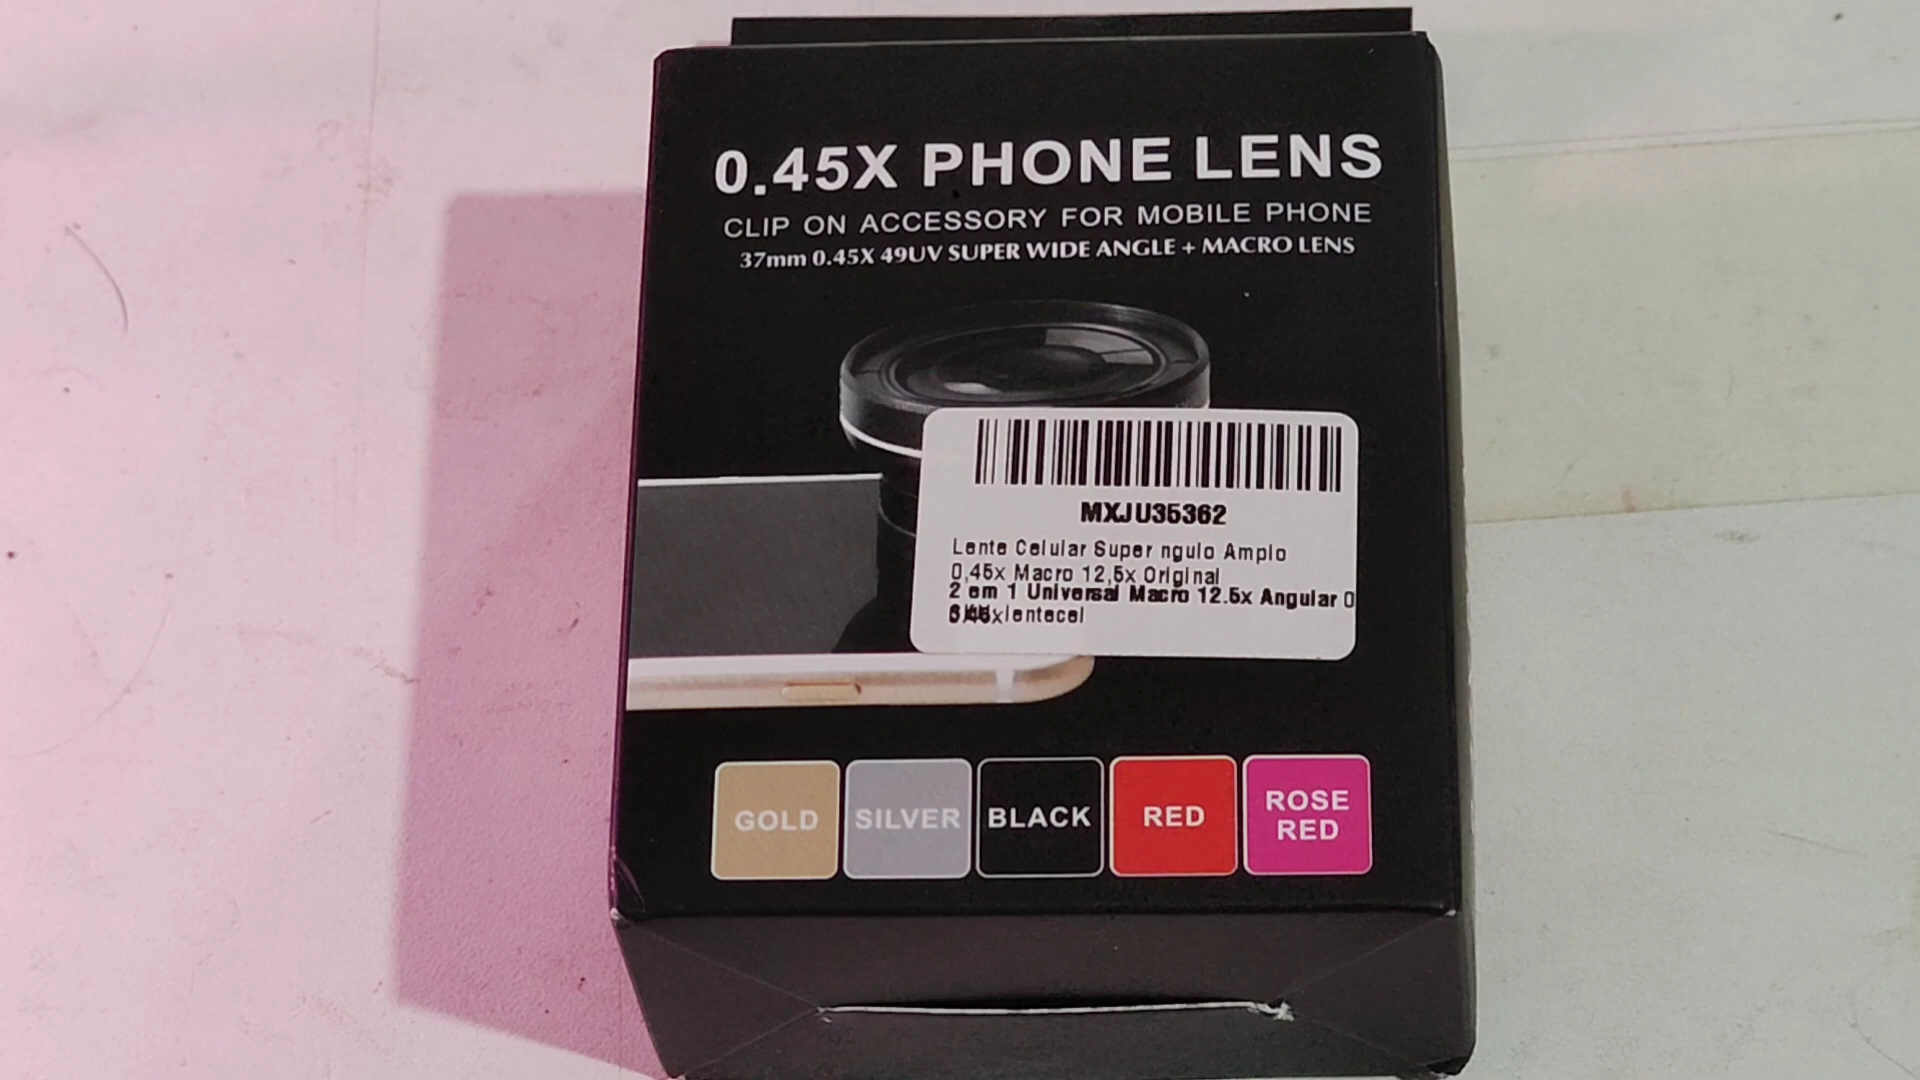 0.45X PHONE LENS
CLIP ON ACCESSORY FOR MOBILE PHONE
37mm 0.45X 49UV SUPER WIDE ANGLE + MACRO LENS
MXJU35362
Lente Celular Super ngulo Amplo
0,45x Macro 12,5x Original
2 em 1 Universal Macro 12.5x Angular 0
lentecel
GOLD
SILVER
BLACK
RED
ROSE
RED